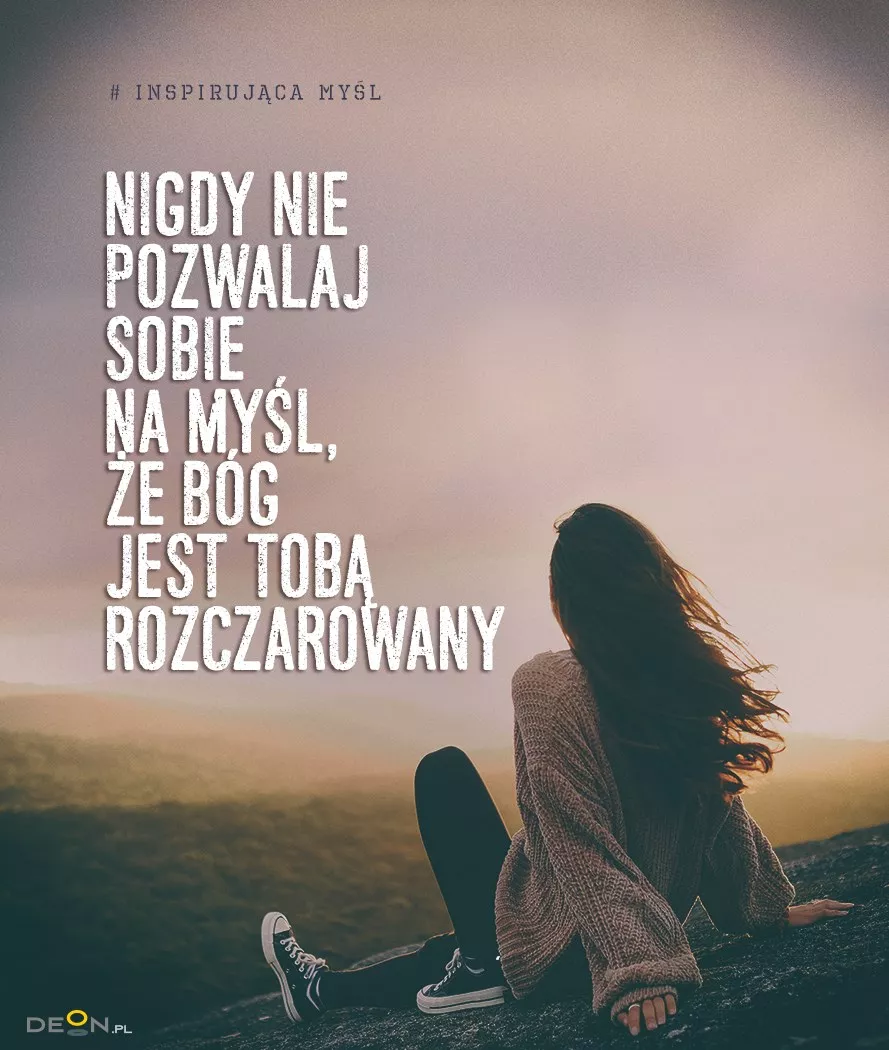 # INSPIRUJĄCA MYŚL
NIGDY NIE
POZWALAJ
SOBIE
NA MYŚL,
ŻE BÓG
JEST TOBĄ
ROZCZAROWANY
DEON.PL